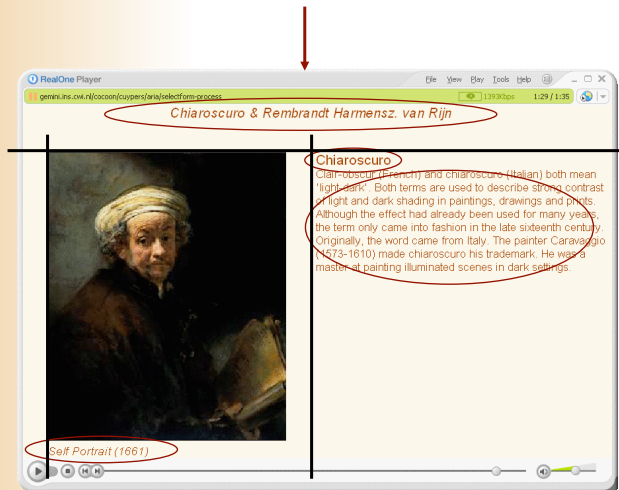 RealOne Player
File View Play Tools Help
gemini.ins.cwi.nl/cocoon/cuypers/aria/selectform-process
1393Kbps 1:29 / 1:35
Chiaroscuro & Rembrandt Harmensz. van Rijn
Chiaroscuro
Clair-obscur (French) and chiaroscuro (Italian) both mean
'light-dark'. Both terms are used to describe strong contrast
of light and dark shading in paintings, drawings and prints.
Although the effect had already been used for many years,
the term only came into fashion in the late sixteenth century.
Originally, the word came from Italy. The painter Caravaggio
(1573-1610) made chiaroscuro his trademark. He was a
master at painting illuminated scenes in dark settings.
Self Portrait (1661)